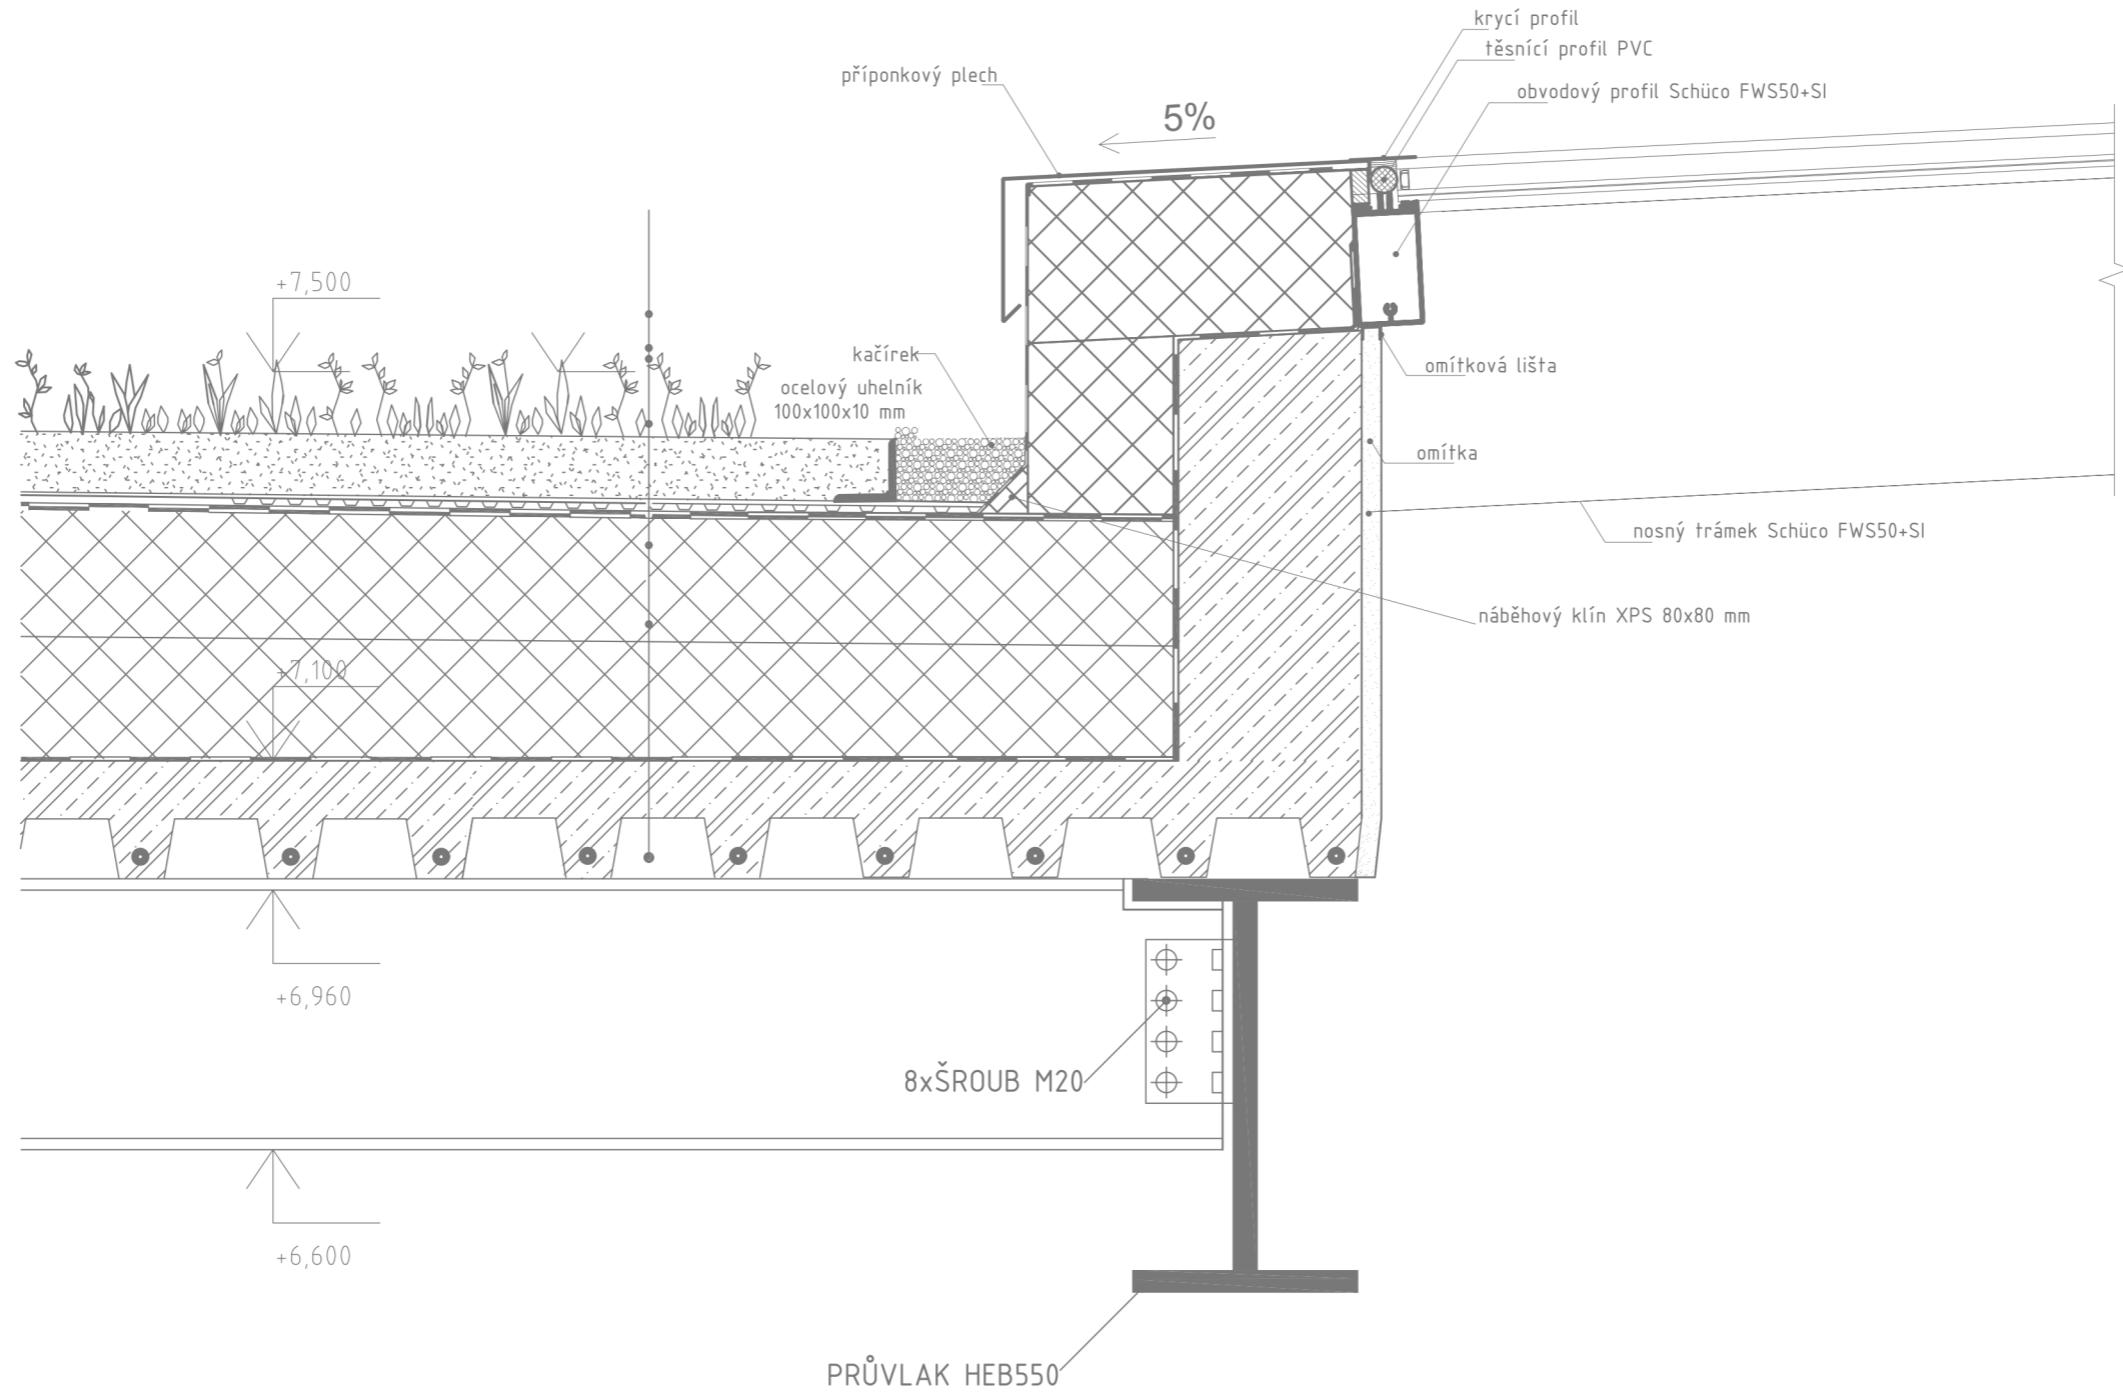 krycí profil
těsnící profil PVC
příponkový plech
obvodový profil Schüco FWS50+SI
5%
+7,500
kačírek
omítková lišta
ocelový uhelník
100x100x10 mm
omítka
nosný trámek Schüco FWS50+SI
náběhový klín XPS 80x80 mm
+7,100
+6,960
8xŠROUB M20
+6,600
PRŮVLAK HEB550